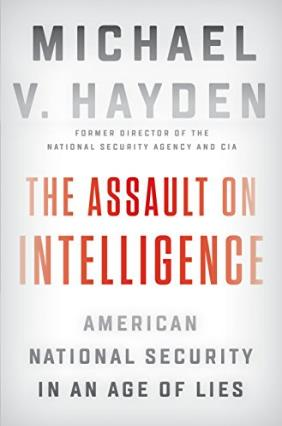 MICHAEL
V. HAYDEN
FORMER DIRECTOR OF THE
NATIONAL SECURITY AGENCY AND CIA
THE ASSAULT ON
INTELLIGENCE
AMERICAN
NATIONAL SECURITY
IN AN AGE OF LIES